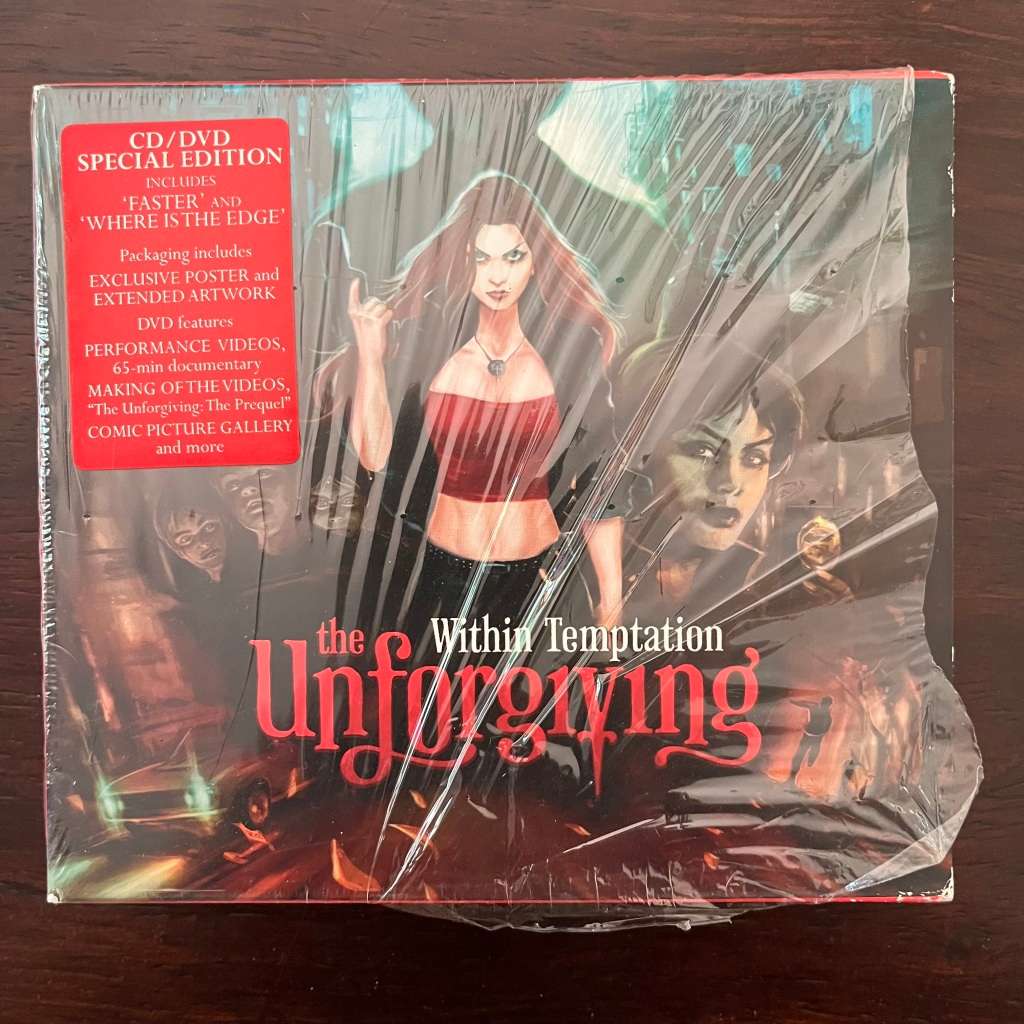 CD/DVD
SPECIAL EDITION
INCLUDES
‘FASTER’ AND
‘WHERE IS THE EDGE’
Packaging includes
EXCLUSIVE POSTER and
EXTENDED ARTWORK
DVD features
PERFORMANCE VIDEOS,
65-min documentary
MAKING OF THE VIDEOS,
“The Unforgiving: The Prequel”
COMIC PICTURE GALLERY
and more
Within Temptation
the
Unforgiving